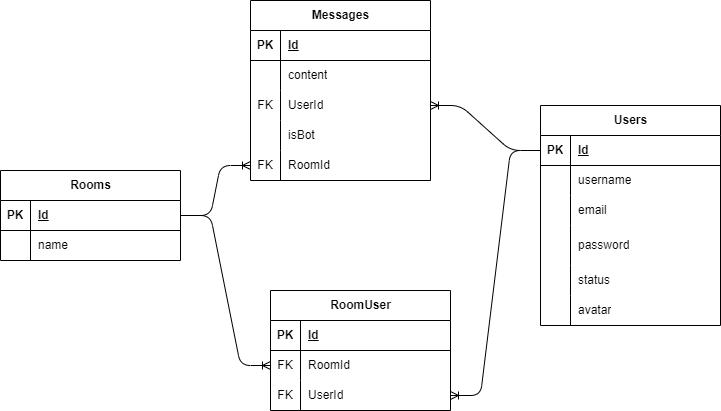 Messages
PK Id
content
FK UserId
isBot
FK RoomId
Users
PK Id
username
email
password
status
avatar
Rooms
PK Id
name
RoomUser
PK Id
FK RoomId
FK UserId